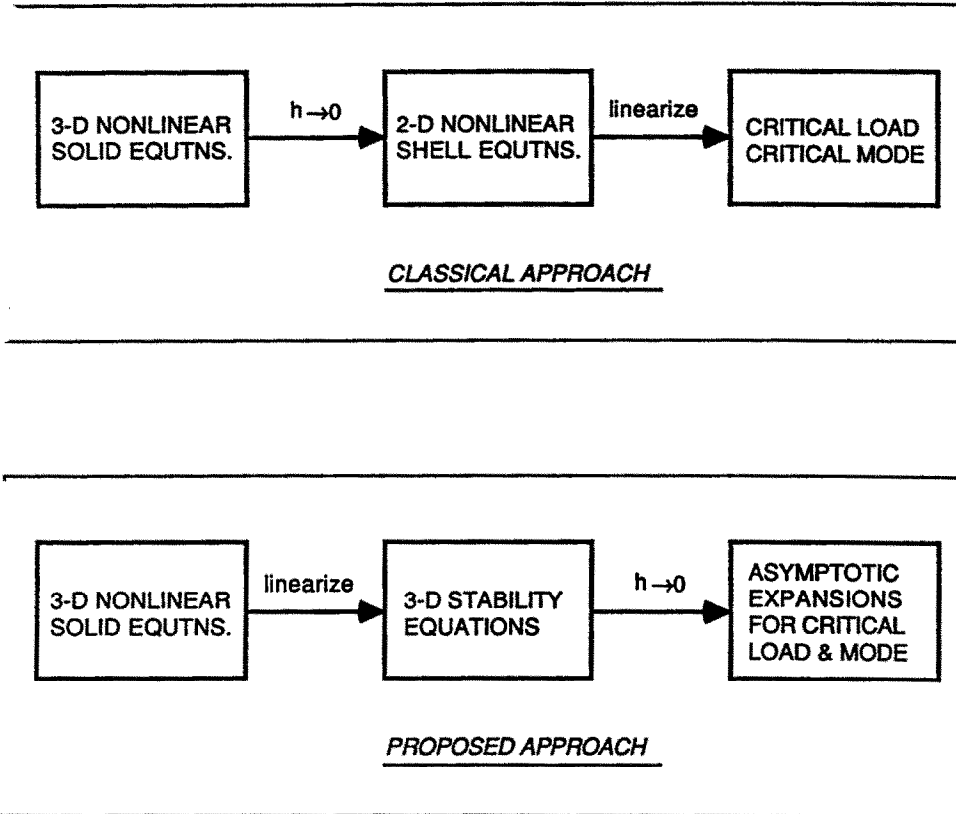 h→0
linearize
3-D NONLINEAR
SOLID EQUTNS.
2-D NONLINEAR
SHELL EQUTNS.
CRITICAL LOAD
CRITICAL MODE
CLASSICAL APPROACH
linearize
h→0
3-D NONLINEAR
SOLID EQUTNS.
3-D STABILITY
EQUATIONS
ASYMPTOTIC
EXPANSIONS
FOR CRITICAL
LOAD & MODE
PROPOSED APPROACH